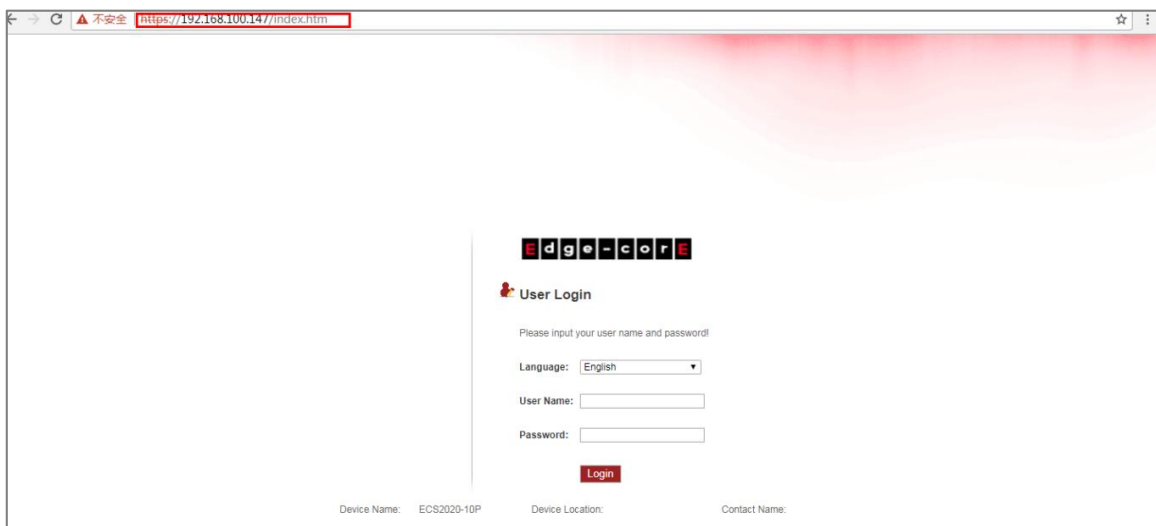 不安全 https://192.168.100.147/index.htm
Edge-corE
User Login
Please input your user name and password!
Language: English
User Name:
Password:
Login
Device Name: ECS2020-10P Device Location: Contact Name: